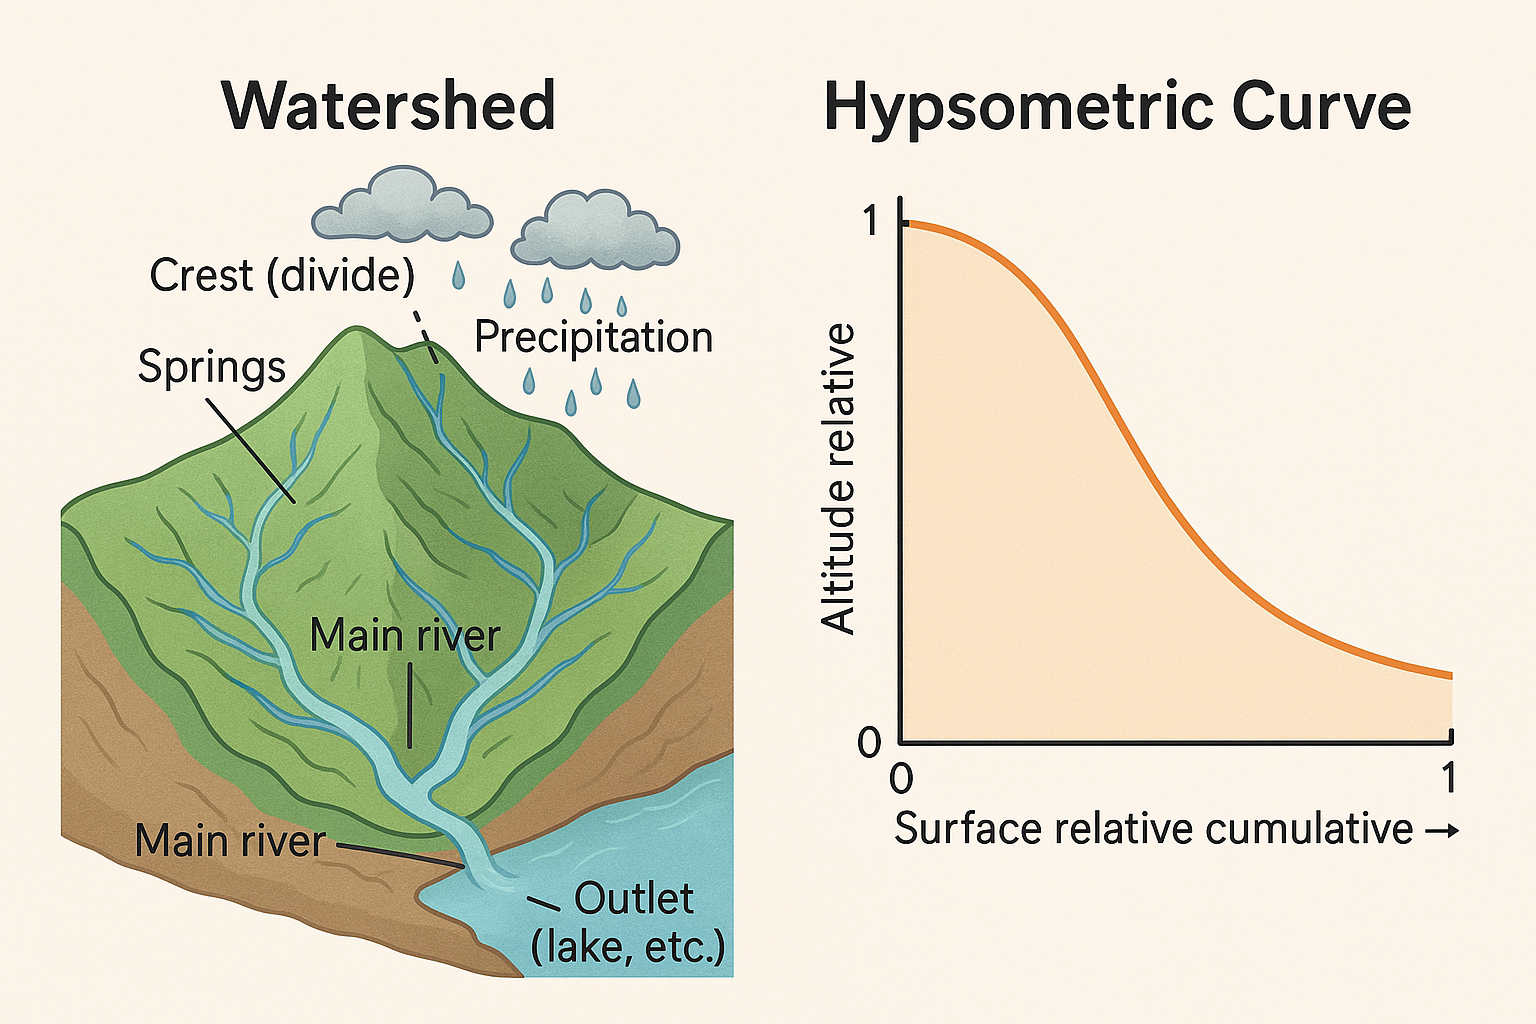 Watershed
Crest (divide)
Springs
Precipitation
Main river
Main river
Outlet
(lake, etc.)
Hypsometric Curve
1
Altitude relative
0
0
1
Surface relative cumulative →